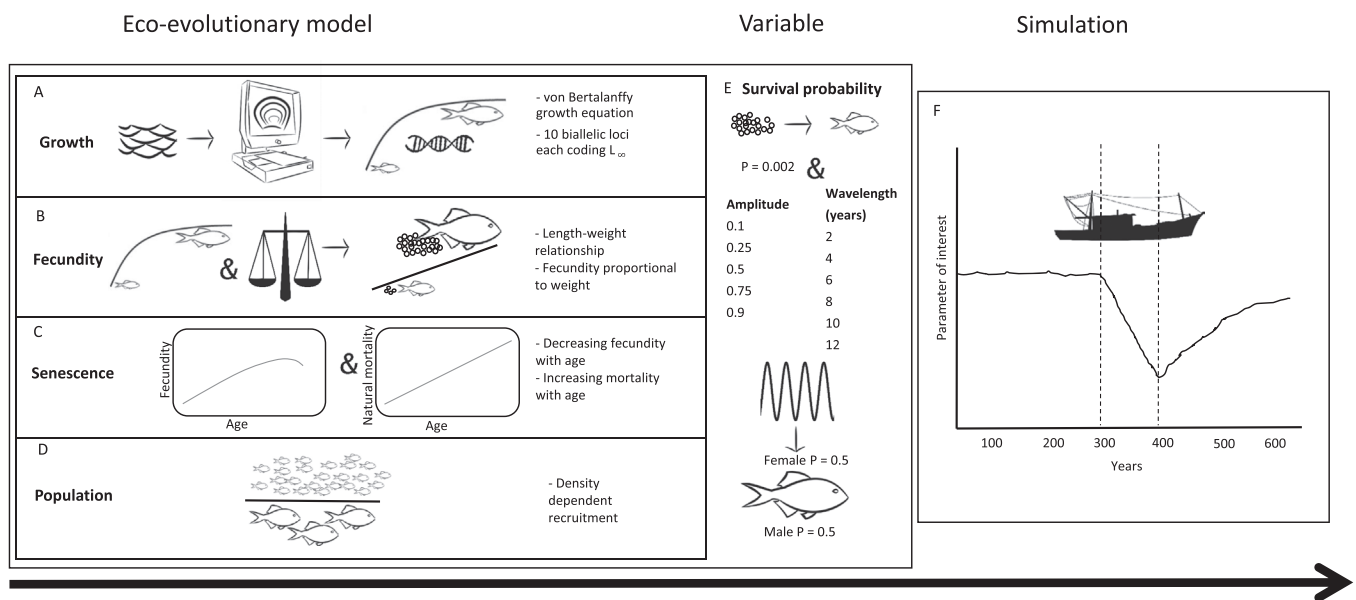 Eco-evolutionary model
Variable
Simulation
A
Growth
- von Bertalanffy
growth equation
- 10 biallelic loci
each coding L ∞
B
Fecundity
&
- Length-weight
relationship
- Fecundity proportional
to weight
C
Senescence
Fecundity
Age
&
Natural mortality
Age
- Decreasing fecundity
with age
- Increasing mortality
with age
D
Population
- Density
dependent
recruitment
E Survival probability
P = 0.002 &
Amplitude
0.1
0.25
0.5
0.75
0.9
Wavelength
(years)
2
4
6
8
10
12
Female P = 0.5
Male P = 0.5
F
Parameter of interest
100 200 300 400 500 600
Years